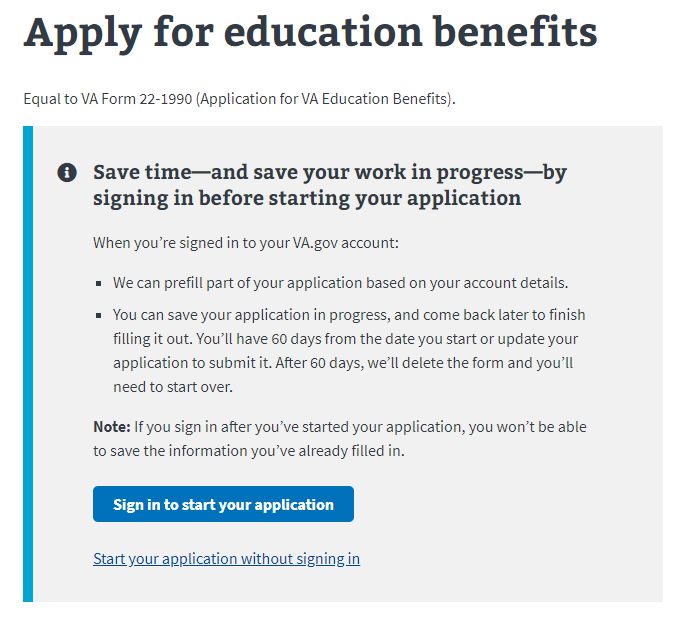 Apply for education benefits
Equal to VA Form 22-1990 (Application for VA Education Benefits).
Save time—and save your work in progress—by
signing in before starting your application
When you’re signed in to your VA.gov account:
We can prefill part of your application based on your account details.
You can save your application in progress, and come back later to finish
filling it out. You’ll have 60 days from the date you start or update your
application to submit it. After 60 days, we’ll delete the form and you’ll
need to start over.
Note: If you sign in after you’ve started your application, you won’t be able
to save the information you’ve already filled in.
Sign in to start your application
Start your application without signing in